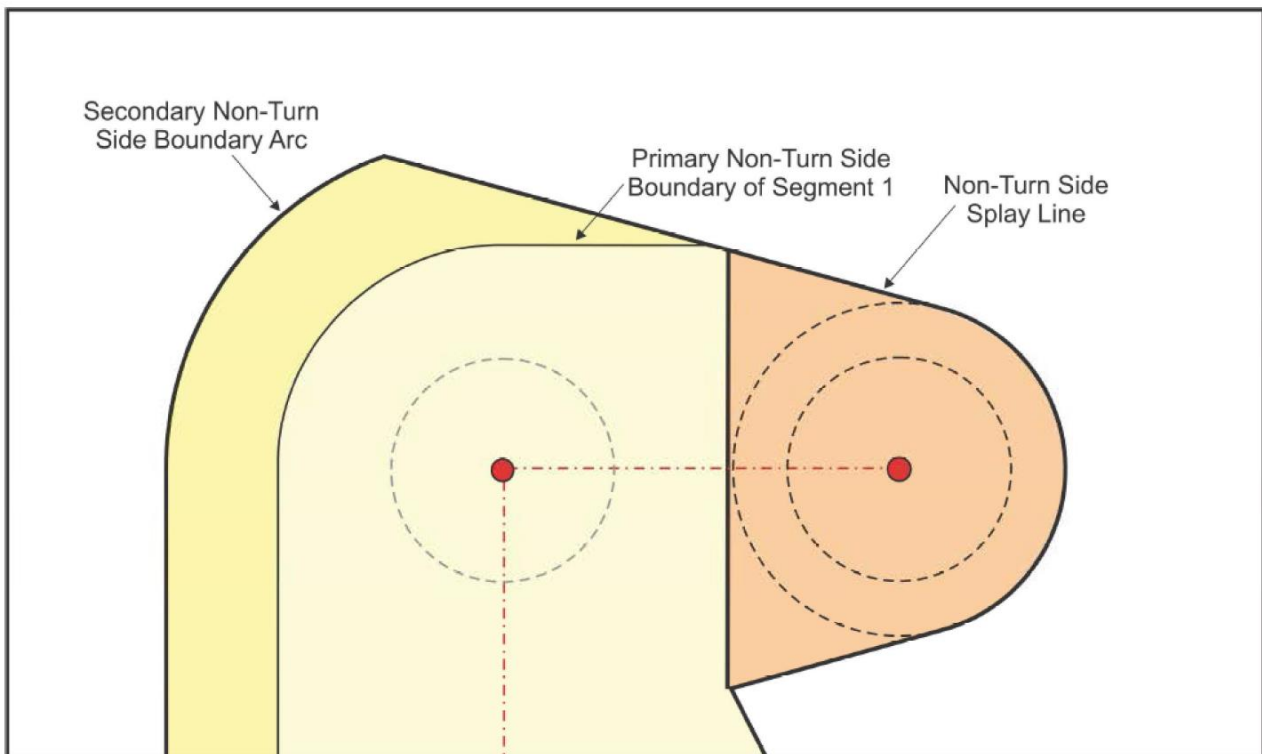 Secondary Non-Turn
Side Boundary Arc
Primary Non-Turn Side
Boundary of Segment 1
Non-Turn Side
Splay Line